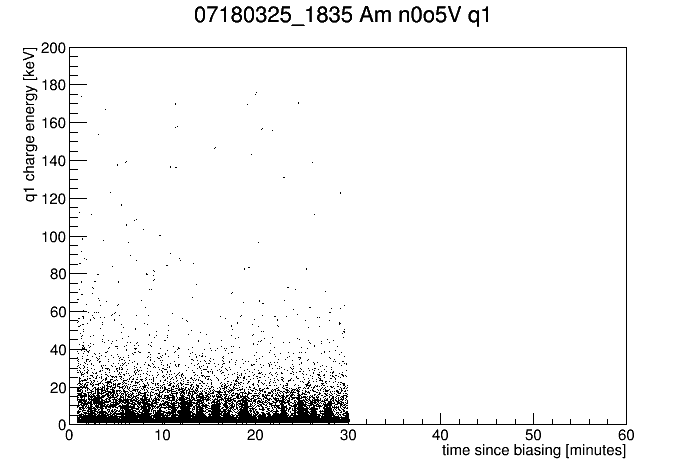 07180325_1835 Am n0o5V q1
q1 charge energy [keV]
200
180
160
140
120
100
80
60
40
20
0
0 10 20 30 40 50 60
time since biasing [minutes]